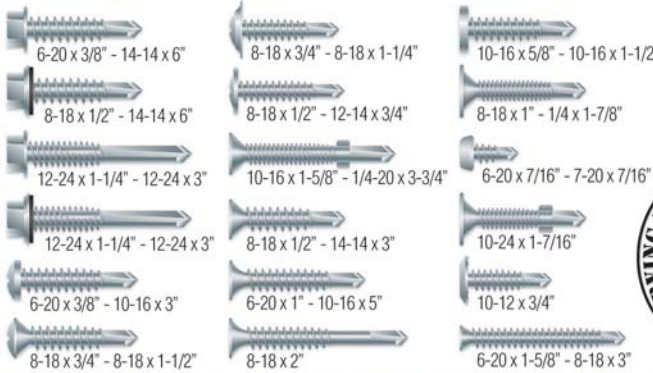 6-20 x 3/8" - 14-14 x 6"
8-18 x 1/2" - 14-14 x 6"
12-24 x 1-1/4" - 12-24 x 3"
12-24 x 1-1/4" - 12-24 x 3"
6-20 x 3/8" - 10-16 x 3"
8-18 x 3/4" - 8-18 x 1-1/2"
8-18 x 3/4" - 8-18 x 1-1/4"
8-18 x 1/2" - 12-14 x 3/4"
10-16 x 1-5/8" - 1/4-20 x 3-3/4"
8-18 x 1/2" - 14-14 x 3"
6-20 x 1" - 10-16 x 5"
8-18 x 2"
10-16 x 5/8" - 10-16 x 1-1/2
8-18 x 1" - 1/4 x 1-7/8"
6-20 x 7/16" - 7-20 x 7/16"
10-24 x 1-7/16"
10-12 x 3/4"
6-20 x 1-5/8" - 8-18 x 3"